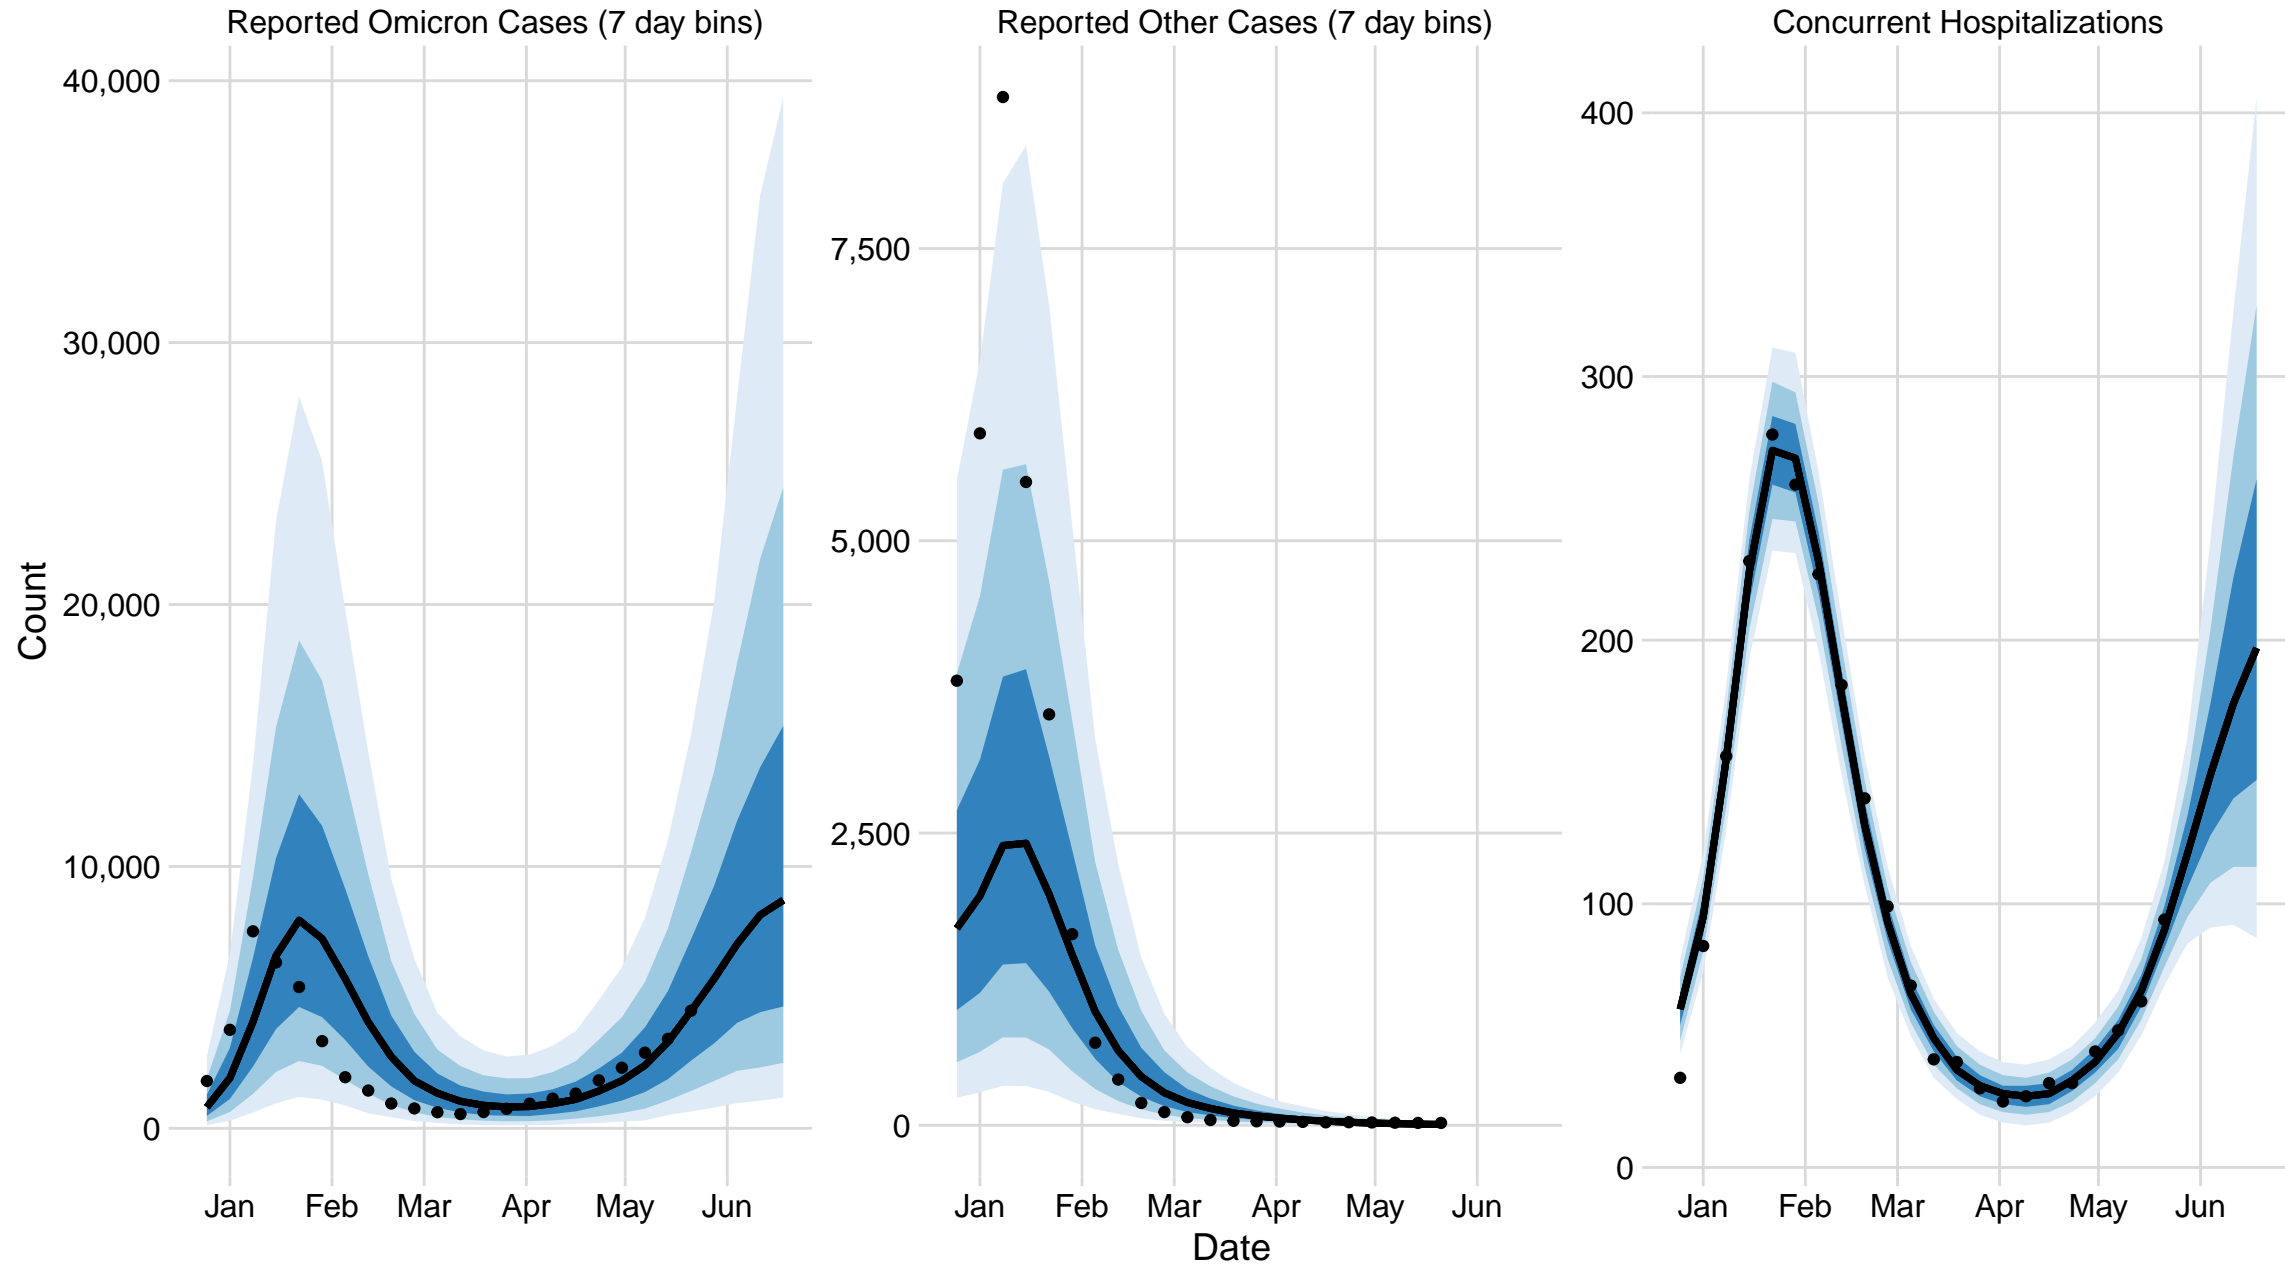 Reported Omicron Cases (7 day bins)
Reported Other Cases (7 day bins)
Concurrent Hospitalizations
Count
40,000
30,000
20,000
10,000
0
Jan Feb Mar Apr May Jun
7,500
5,000
2,500
0
Jan Feb Mar Apr May Jun
400
300
200
100
0
Jan Feb Mar Apr May Jun
Date